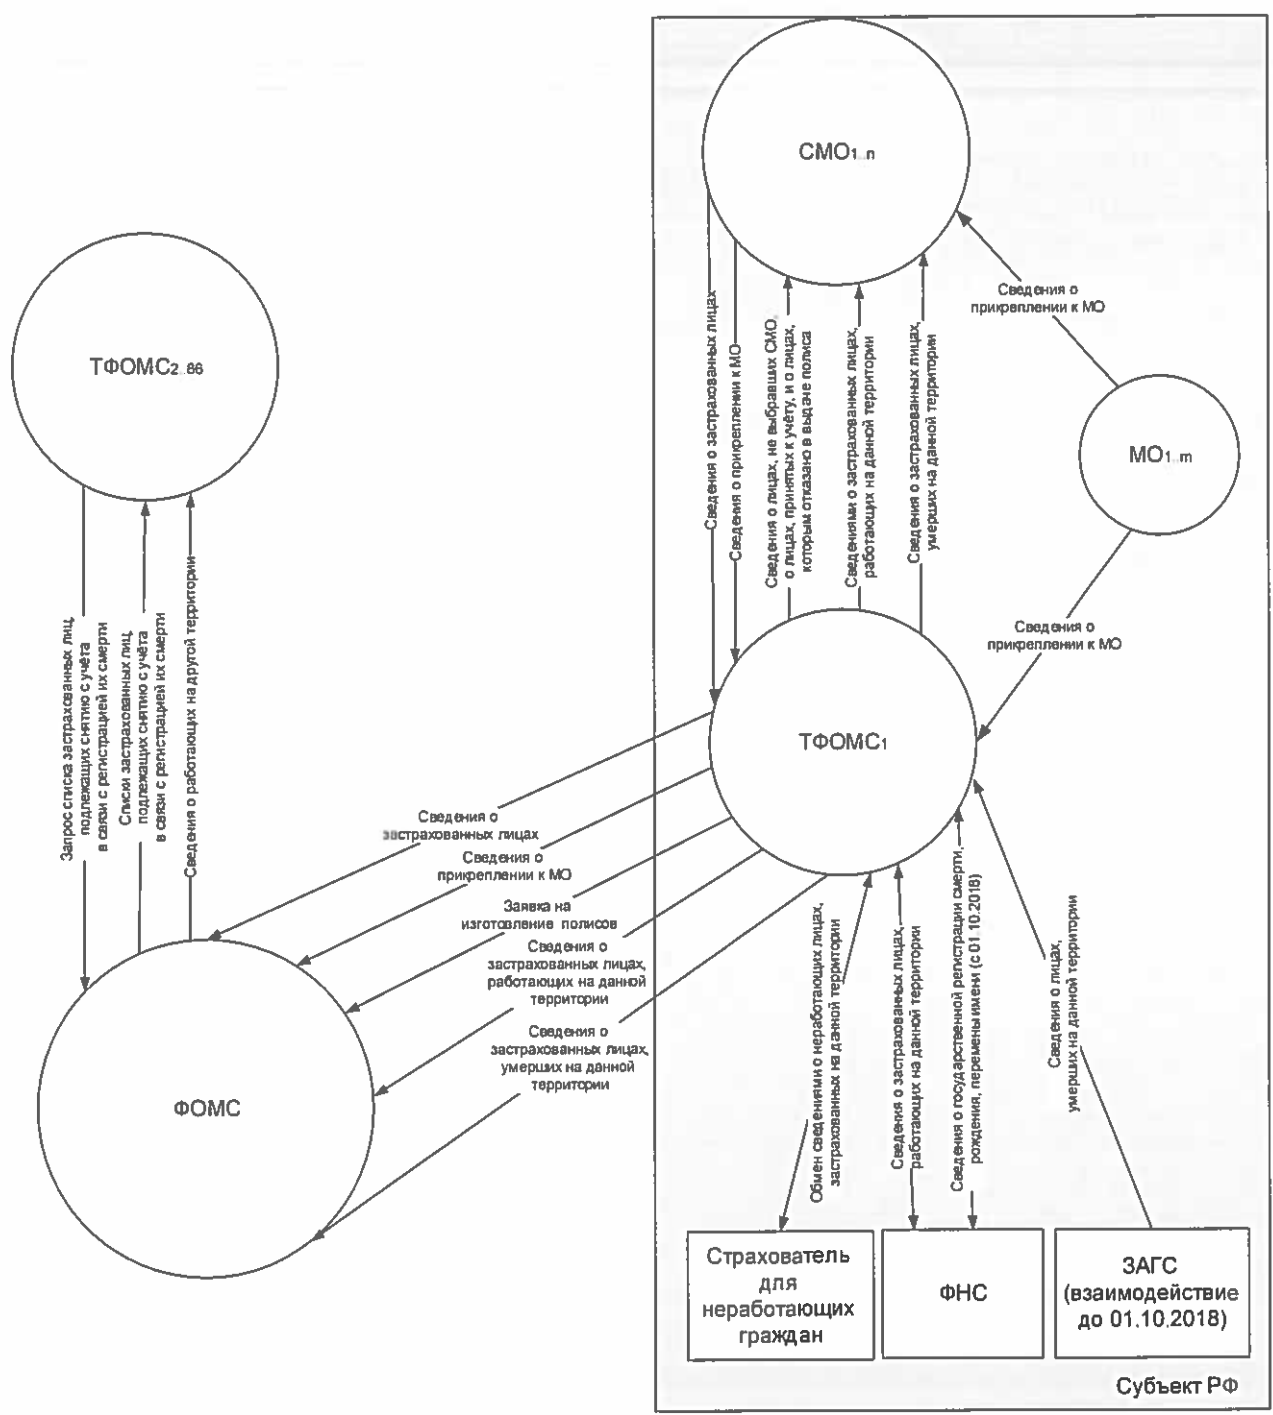 СМО1..n
Сведения о застрахованных лицах
Сведения о прикреплении к МО
Сведения о лицах, не выбравших СМО,
о лицах, принятых к учёту, и о лицах,
которым отказано в выдаче полиса
Сведениями о застрахованных лицах,
работающих на данной территории
Сведения о застрахованных лицах,
умерших на данной территории
Сведения о
прикреплении к МО
МО1..m
Сведения о
прикреплении к МО
ТФОМС2..86
Запрос списка застрахованных лиц,
подлежащих снятию с учёта
в связи с регистрацией их смерти
Списки застрахованных лиц,
подлежащих снятию с учёта
в связи с регистрацией их смерти
Сведения о работающих на другой территории
ТФОМС1
Сведения о
застрахованных лицах
Сведения о
прикреплении к МО
Заявка на
изготовление полисов
Сведения о
застрахованных лицах,
работающих на данной
территории
Сведения о
застрахованных лицах,
умерших на данной
территории
ФОМС
Обмен сведениями о неработающих лицах,
застрахованных на данной территории
Сведения о застрахованных лицах,
работающих на данной территории
Сведения о государственной регистрации смерти,
рождения, перемены имени (с 01.10.2018)
Сведения о лицах,
умерших на данной территории
Страхователь
для
неработающих
граждан
ФНС
ЗАГС
(взаимодействие
до 01.10.2018)
Субъект РФ